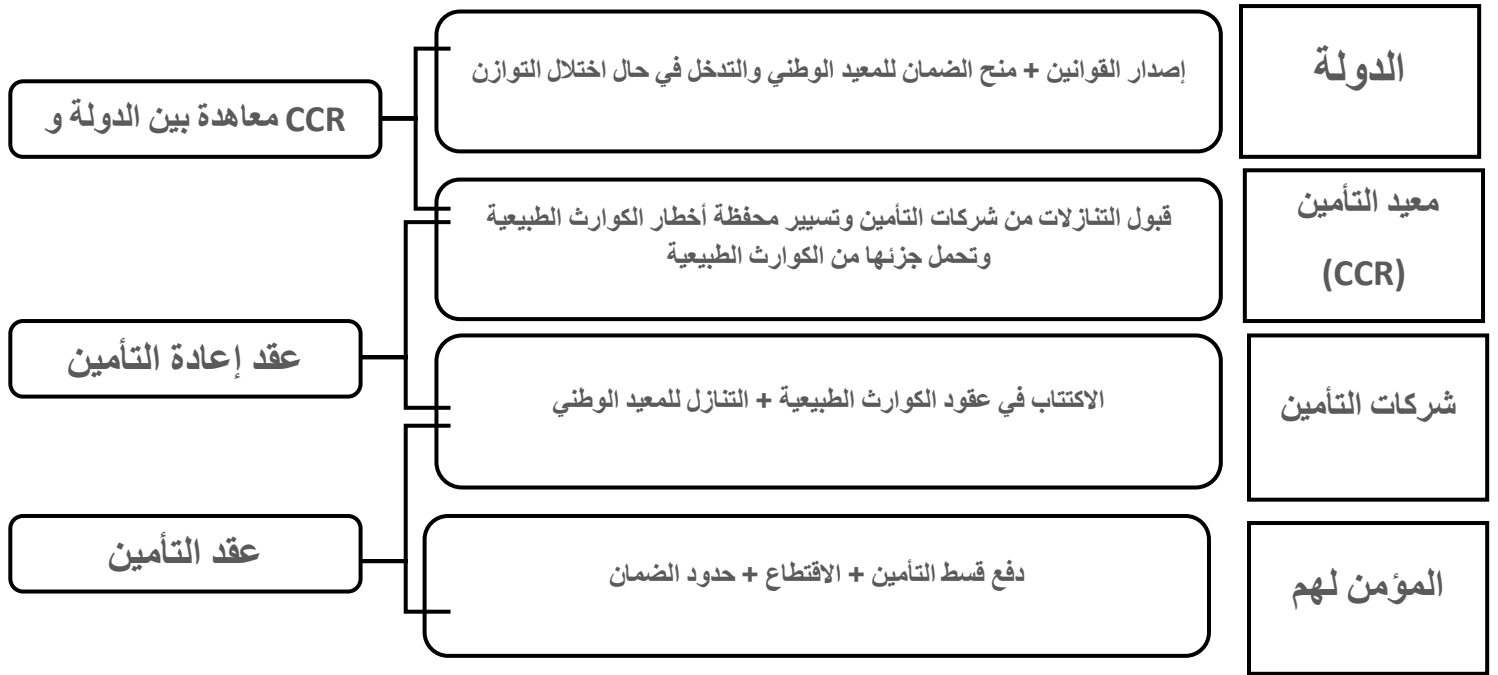 الدولة
إصدار القوانين + منح الضمان للمعيد الوطني والتدخل في حال اختلال التوازن
CCR معاهدة بين الدولة و
معيد التأمين
(CCR)
قبول التنازلات من شركات التأمين وتسيير محفظة أخطار الكوارث الطبيعية
وتحمل جزئها من الكوارث الطبيعية
عقد إعادة التأمين
شركات التأمين
الاكتتاب في عقود الكوارث الطبيعية + التنازل للمعيد الوطني
عقد التأمين
المؤمن لهم
دفع قسط التأمين + الاقتطاع + حدود الضمان